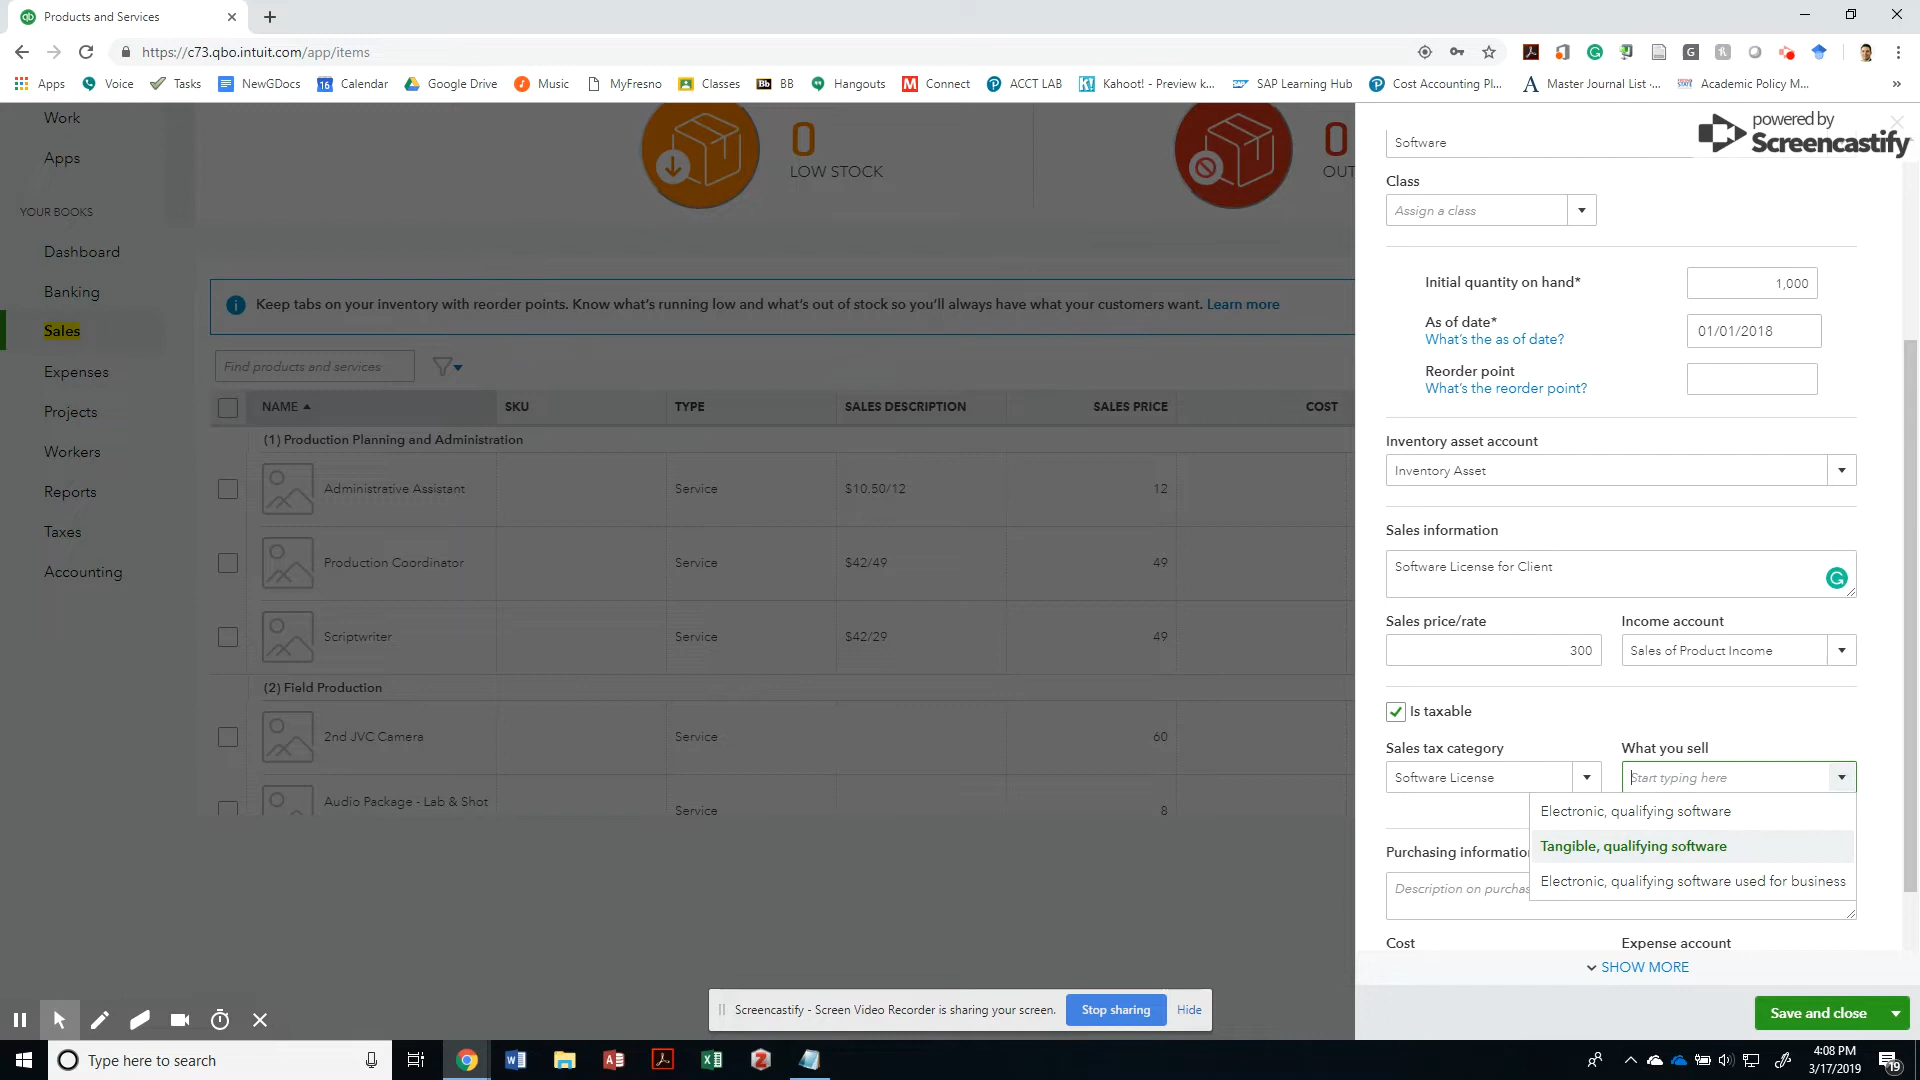 Products and Services
https://c73.qbo.intuit.com/app/items
Apps
Voice
Tasks
NewGDocs
16
Calendar
Google Drive
Music
MyFresno
Classes
Bb
BB
Hangouts
Connect
ACCT LAB
Kahoot! - Preview k...
SAP Learning Hub
Cost Accounting Pl...
Master Journal List -...
Academic Policy M...
Work
Apps
YOUR BOOKS
Dashboard
Banking
Sales
Expenses
Projects
Workers
Reports
Taxes
Accounting
0
LOW STOCK
0
OUT
Keep tabs on your inventory with reorder points. Know what's running low and what's out of stock so you'll always have what your customers want. Learn more
Find products and services
NAME SKU TYPE SALES DESCRIPTION SALES PRICE COST
(1) Production Planning and Administration
Administrative Assistant Service $10.50/12 12
Production Coordinator Service $42/49 49
Scriptwriter Service $42/29 49
(2) Field Production
2nd JVC Camera Service 60
Audio Package - Lab & Shot Service 8
powered by
Screencastify
Software
Class
Assign a class
Initial quantity on hand*
1,000
As of date*
01/01/2018
What's the as of date?
Reorder point
What's the reorder point?
Inventory asset account
Inventory Asset
Sales information
Software License for Client
Sales price/rate
Income account
300
Sales of Product Income
Is taxable
Sales tax category
What you sell
Software License
Start typing here
Electronic, qualifying software
Tangible, qualifying software
Electronic, qualifying software used for business
Purchasing informatio
Description on purchas
Cost
Expense account
SHOW MORE
Save and close
Screencastify - Screen Video Recorder is sharing your screen.
Stop sharing
Hide
Type here to search
4:08 PM
3/17/2019
19